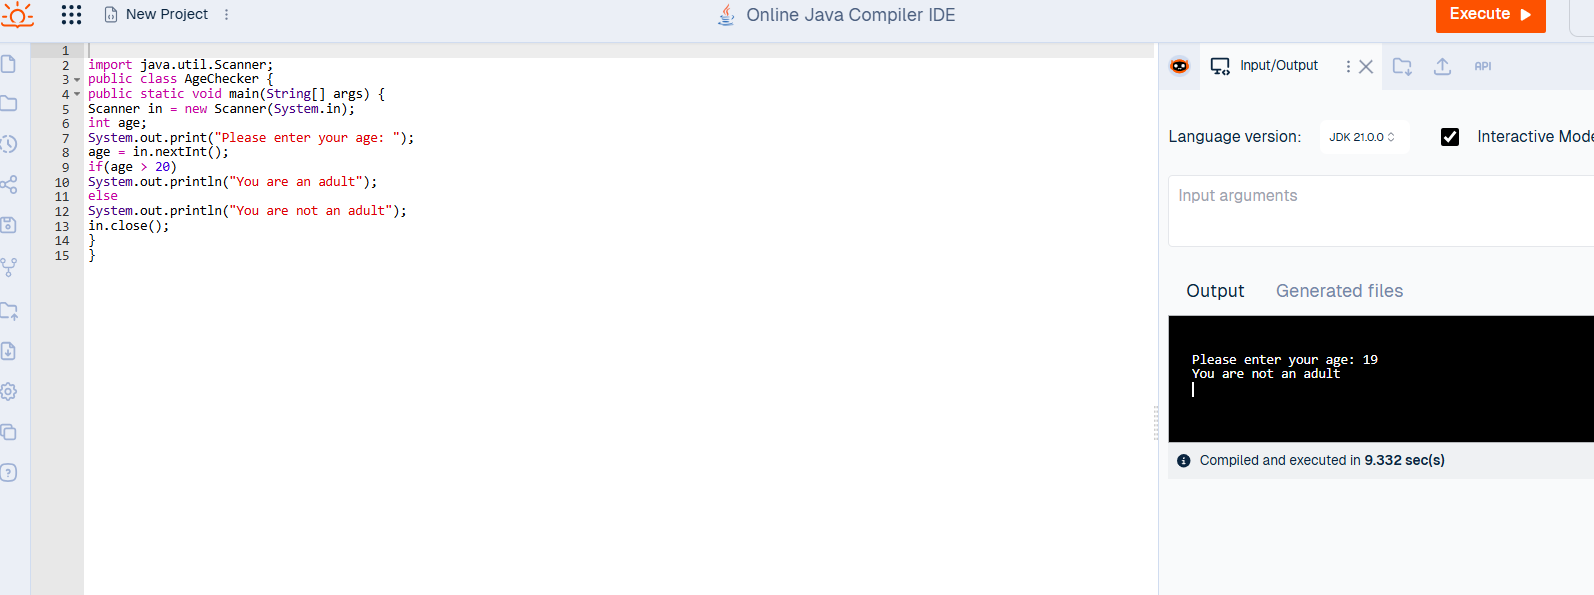 New Project
Online Java Compiler IDE
Execute
1
2 import java.util.Scanner;
3 public class AgeChecker {
4 public static void main(String[] args) {
5 Scanner in = new Scanner(System.in);
6 int age;
7 System.out.print("Please enter your age: ");
8 age = in.nextInt();
9 if(age > 20)
10 System.out.println("You are an adult");
11 else
12 System.out.println("You are not an adult");
13 in.close();
14 }
15 }
Input/Output
API
Language version: JDK 21.0.0 Interactive Mode
Input arguments
Output Generated files
Please enter your age: 19
You are not an adult
Compiled and executed in 9.332 sec(s)